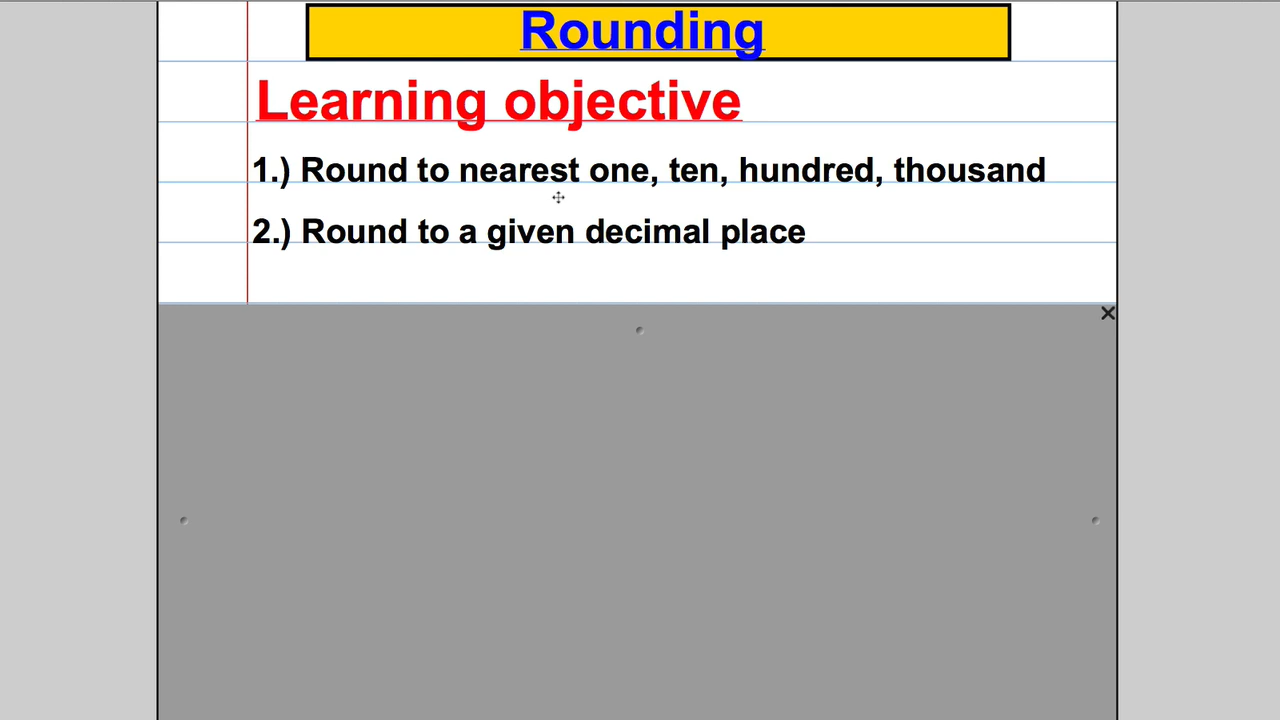 Rounding
Learning objective
1.) Round to nearest one, ten, hundred, thousand
2.) Round to a given decimal place